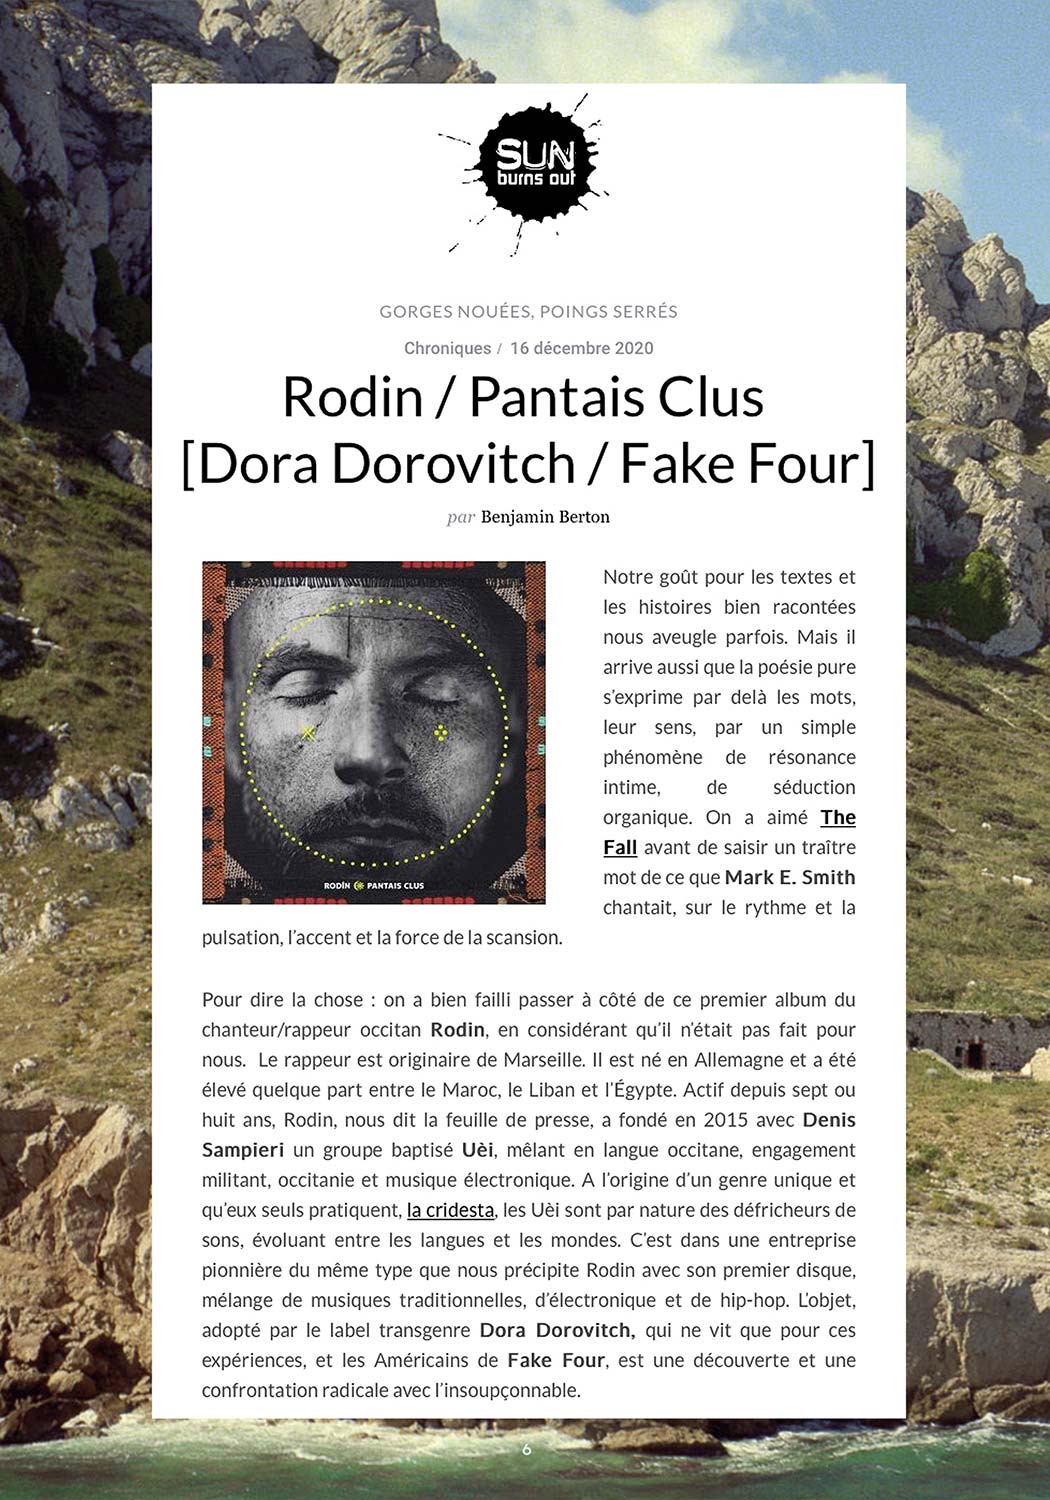 SUN
burns out
GORGES NOUÉES, POINGS SERRÉS
Chroniques / 16 décembre 2020
Rodin / Pantais Clus
[Dora Dorovitch / Fake Four]
par Benjamin Berton
RODÍN PANTAIS CLUS
Notre goût pour les textes et
les histoires bien racontées
nous aveugle parfois. Mais il
arrive aussi que la poésie pure
s’exprime par delà les mots,
leur sens, par un simple
phénomène de résonance
intime, de séduction
organique. On a aimé The
Fall avant de saisir un traître
mot de ce que Mark E. Smith
chantait, sur le rythme et la
pulsation, l’accent et la force de la scansion.
Pour dire la chose : on a bien failli passer à côté de ce premier album du
chanteur/rappeur occitan Rodin, en considérant qu’il n’était pas fait pour
nous. Le rappeur est originaire de Marseille. Il est né en Allemagne et a été
élevé quelque part entre le Maroc, le Liban et l’Égypte. Actif depuis sept ou
huit ans, Rodin, nous dit la feuille de presse, a fondé en 2015 avec Denis
Sampieri un groupe baptisé Uèi, mêlant en langue occitane, engagement
militant, occitanie et musique électronique. A l’origine d’un genre unique et
qu’eux seuls pratiquent, la cridesta, les Uèi sont par nature des défricheurs de
sons, évoluant entre les langues et les mondes. C’est dans une entreprise
pionnière du même type que nous précipite Rodin avec son premier disque,
mélange de musiques traditionnelles, d’électronique et de hip-hop. L’objet,
adopté par le label transgenre Dora Dorovitch, qui ne vit que pour ces
expériences, et les Américains de Fake Four, est une découverte et une
confrontation radicale avec l’insoupçonnable.
6